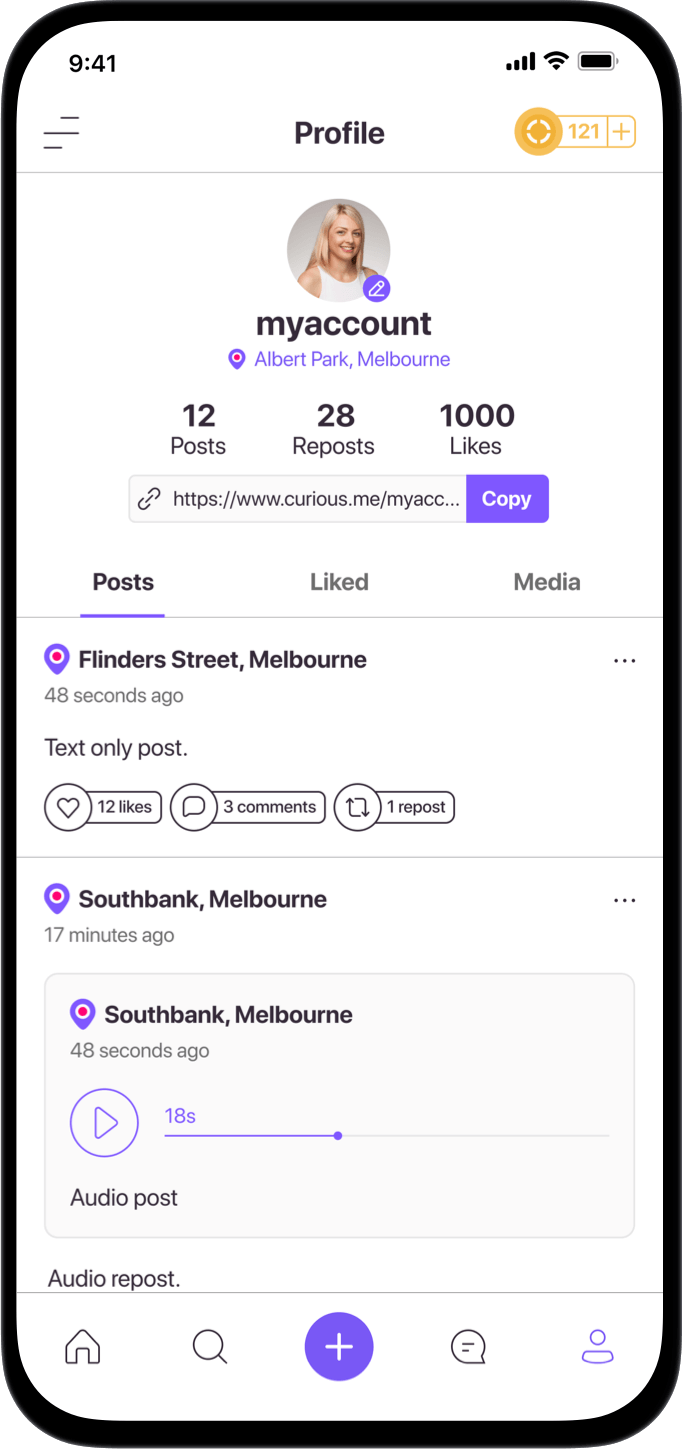 9:41
Profile
121
myaccount
Albert Park, Melbourne
12 28 1000
Posts Reposts Likes
https://www.curious.me/myacc... Copy
Posts Liked Media
Flinders Street, Melbourne
48 seconds ago
Text only post.
12 likes 3 comments 1 repost
Southbank, Melbourne
17 minutes ago
Southbank, Melbourne
48 seconds ago
18s
Audio post
Audio repost.